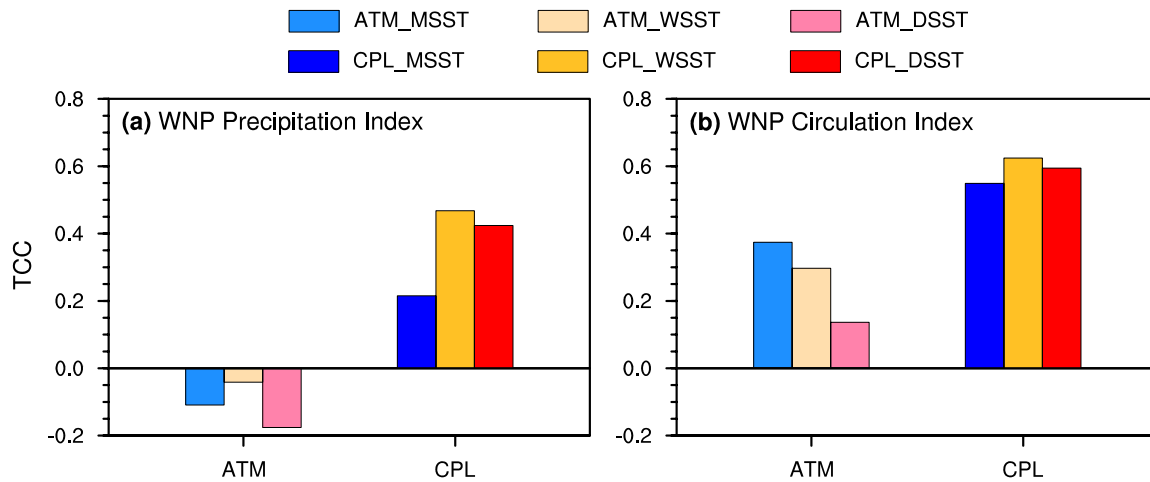 ATM_MSST ATM_WSST ATM_DSST
CPL_MSST CPL_WSST CPL_DSST
(a) WNP Precipitation Index
TCC
0.8
0.6
0.4
0.2
0.0
-0.2
ATM CPL
(b) WNP Circulation Index
0.8
0.6
0.4
0.2
0.0
-0.2
ATM CPL